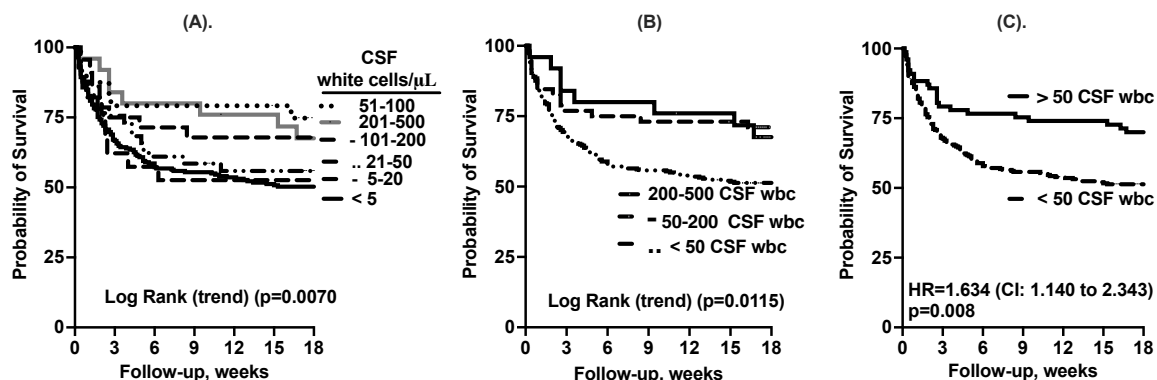 (A).
CSF
white cells/µL
51-100
201-500
- 101-200
.. 21-50
- 5-20
< 5
Probability of Survival
100
75
50
25
0
Log Rank (trend) (p=0.0070
0 3 6 9 12 15 18
Follow-up, weeks
(B)
Probability of Survival
100
75
50
25
0
200-500 CSF wbc
- 50-200 CSF wbc
.. < 50 CSF wbc
Log Rank (trend) (p=0.0115)
0 3 6 9 12 15 18
Follow-up, weeks
(C).
Probability of Survival
100
75
50
25
0
> 50 CSF wbc
< 50 CSF wbc
HR=1.634 (CI: 1.140 to 2.343)
p=0.008
0 3 6 9 12 15 18
Follow-up, weeks